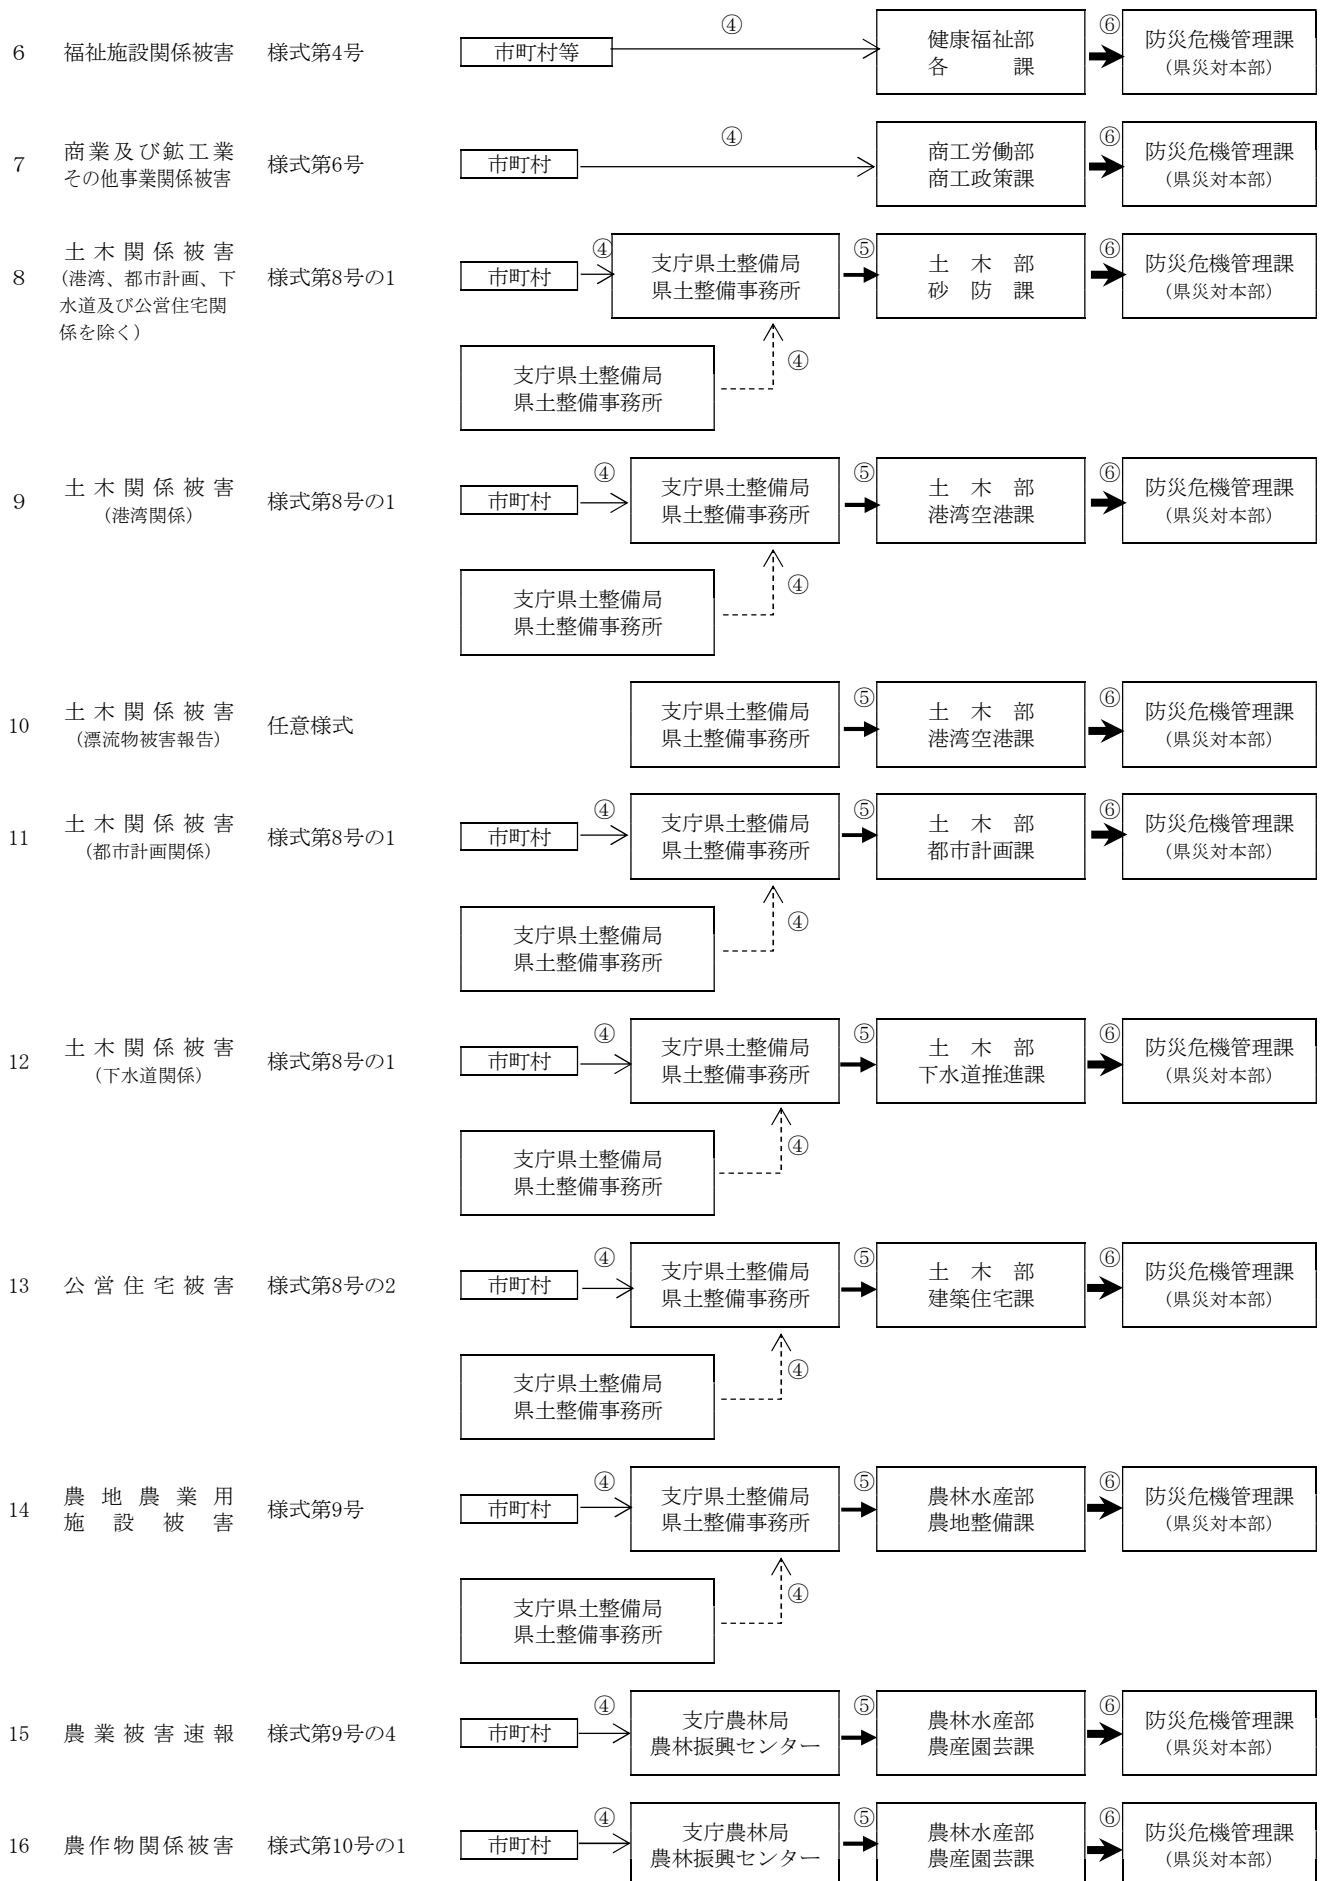 ④ ⑥
6 福祉施設関係被害 様式第4号 市町村等 健康福祉部 各課 防災危機管理課 (県災対本部)
④ ⑥
7 商業及び鉱工業 その他事業関係被害 様式第6号 市町村 商工労働部 商工政策課 防災危機管理課 (県災対本部)
④ ⑤ ⑥
8 土木関係被害 (港湾、都市計画、下 水道及び公営住宅関 係を除く) 様式第8号の1 市町村 支庁県土整備局 県土整備事務所 土木部 砂防課 防災危機管理課 (県災対本部)
④
支庁県土整備局
県土整備事務所
④ ⑤ ⑥
9 土木関係被害 (港湾関係) 様式第8号の1 市町村 支庁県土整備局 県土整備事務所 土木部 港湾空港課 防災危機管理課 (県災対本部)
④
支庁県土整備局
県土整備事務所
⑤ ⑥
10 土木関係被害 (漂流物被害報告) 任意様式 支庁県土整備局 県土整備事務所 土木部 港湾空港課 防災危機管理課 (県災対本部)
④ ⑤ ⑥
11 土木関係被害 (都市計画関係) 様式第8号の1 市町村 支庁県土整備局 県土整備事務所 土木部 都市計画課 防災危機管理課 (県災対本部)
④
支庁県土整備局
県土整備事務所
④ ⑤ ⑥
12 土木関係被害 (下水道関係) 様式第8号の1 市町村 支庁県土整備局 県土整備事務所 土木部 下水道推進課 防災危機管理課 (県災対本部)
④
支庁県土整備局
県土整備事務所
④ ⑤ ⑥
13 公営住宅被害 様式第8号の2 市町村 支庁県土整備局 県土整備事務所 土木部 建築住宅課 防災危機管理課 (県災対本部)
④
支庁県土整備局
県土整備事務所
④ ⑤ ⑥
14 農地農業用 施設被害 様式第9号 市町村 支庁県土整備局 県土整備事務所 農林水産部 農地整備課 防災危機管理課 (県災対本部)
④
支庁県土整備局
県土整備事務所
④ ⑤ ⑥
15 農業被害速報 様式第9号の4 市町村 支庁農林局 農林振興センター 農林水産部 農産園芸課 防災危機管理課 (県災対本部)
④ ⑤ ⑥
16 農作物関係被害 様式第10号の1 市町村 支庁農林局 農林振興センター 農林水産部 農産園芸課 防災危機管理課 (県災対本部)